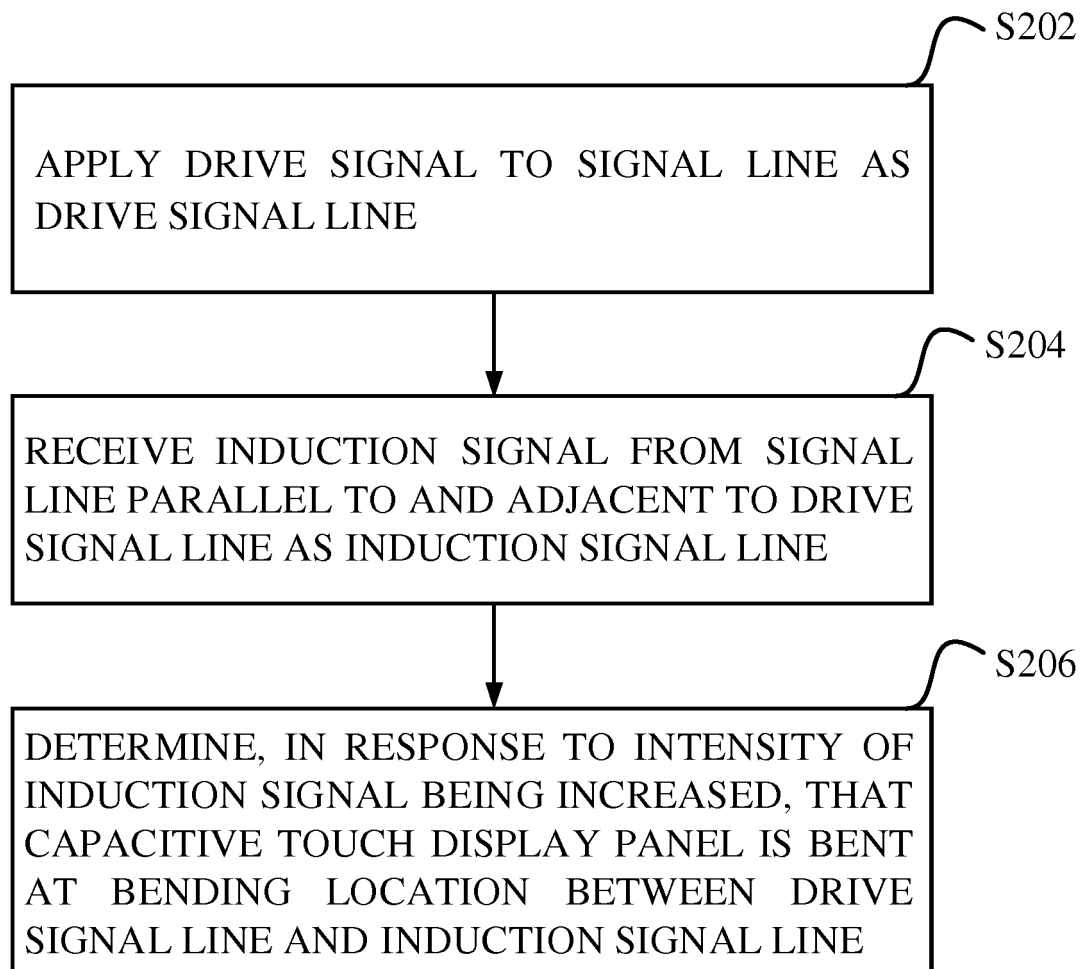 S202
APPLY DRIVE SIGNAL TO SIGNAL LINE AS
DRIVE SIGNAL LINE
S204
RECEIVE INDUCTION SIGNAL FROM SIGNAL
LINE PARALLEL TO AND ADJACENT TO DRIVE
SIGNAL LINE AS INDUCTION SIGNAL LINE
S206
DETERMINE, IN RESPONSE TO INTENSITY OF
INDUCTION SIGNAL BEING INCREASED, THAT
CAPACITIVE TOUCH DISPLAY PANEL IS BENT
AT BENDING LOCATION BETWEEN DRIVE
SIGNAL LINE AND INDUCTION SIGNAL LINE